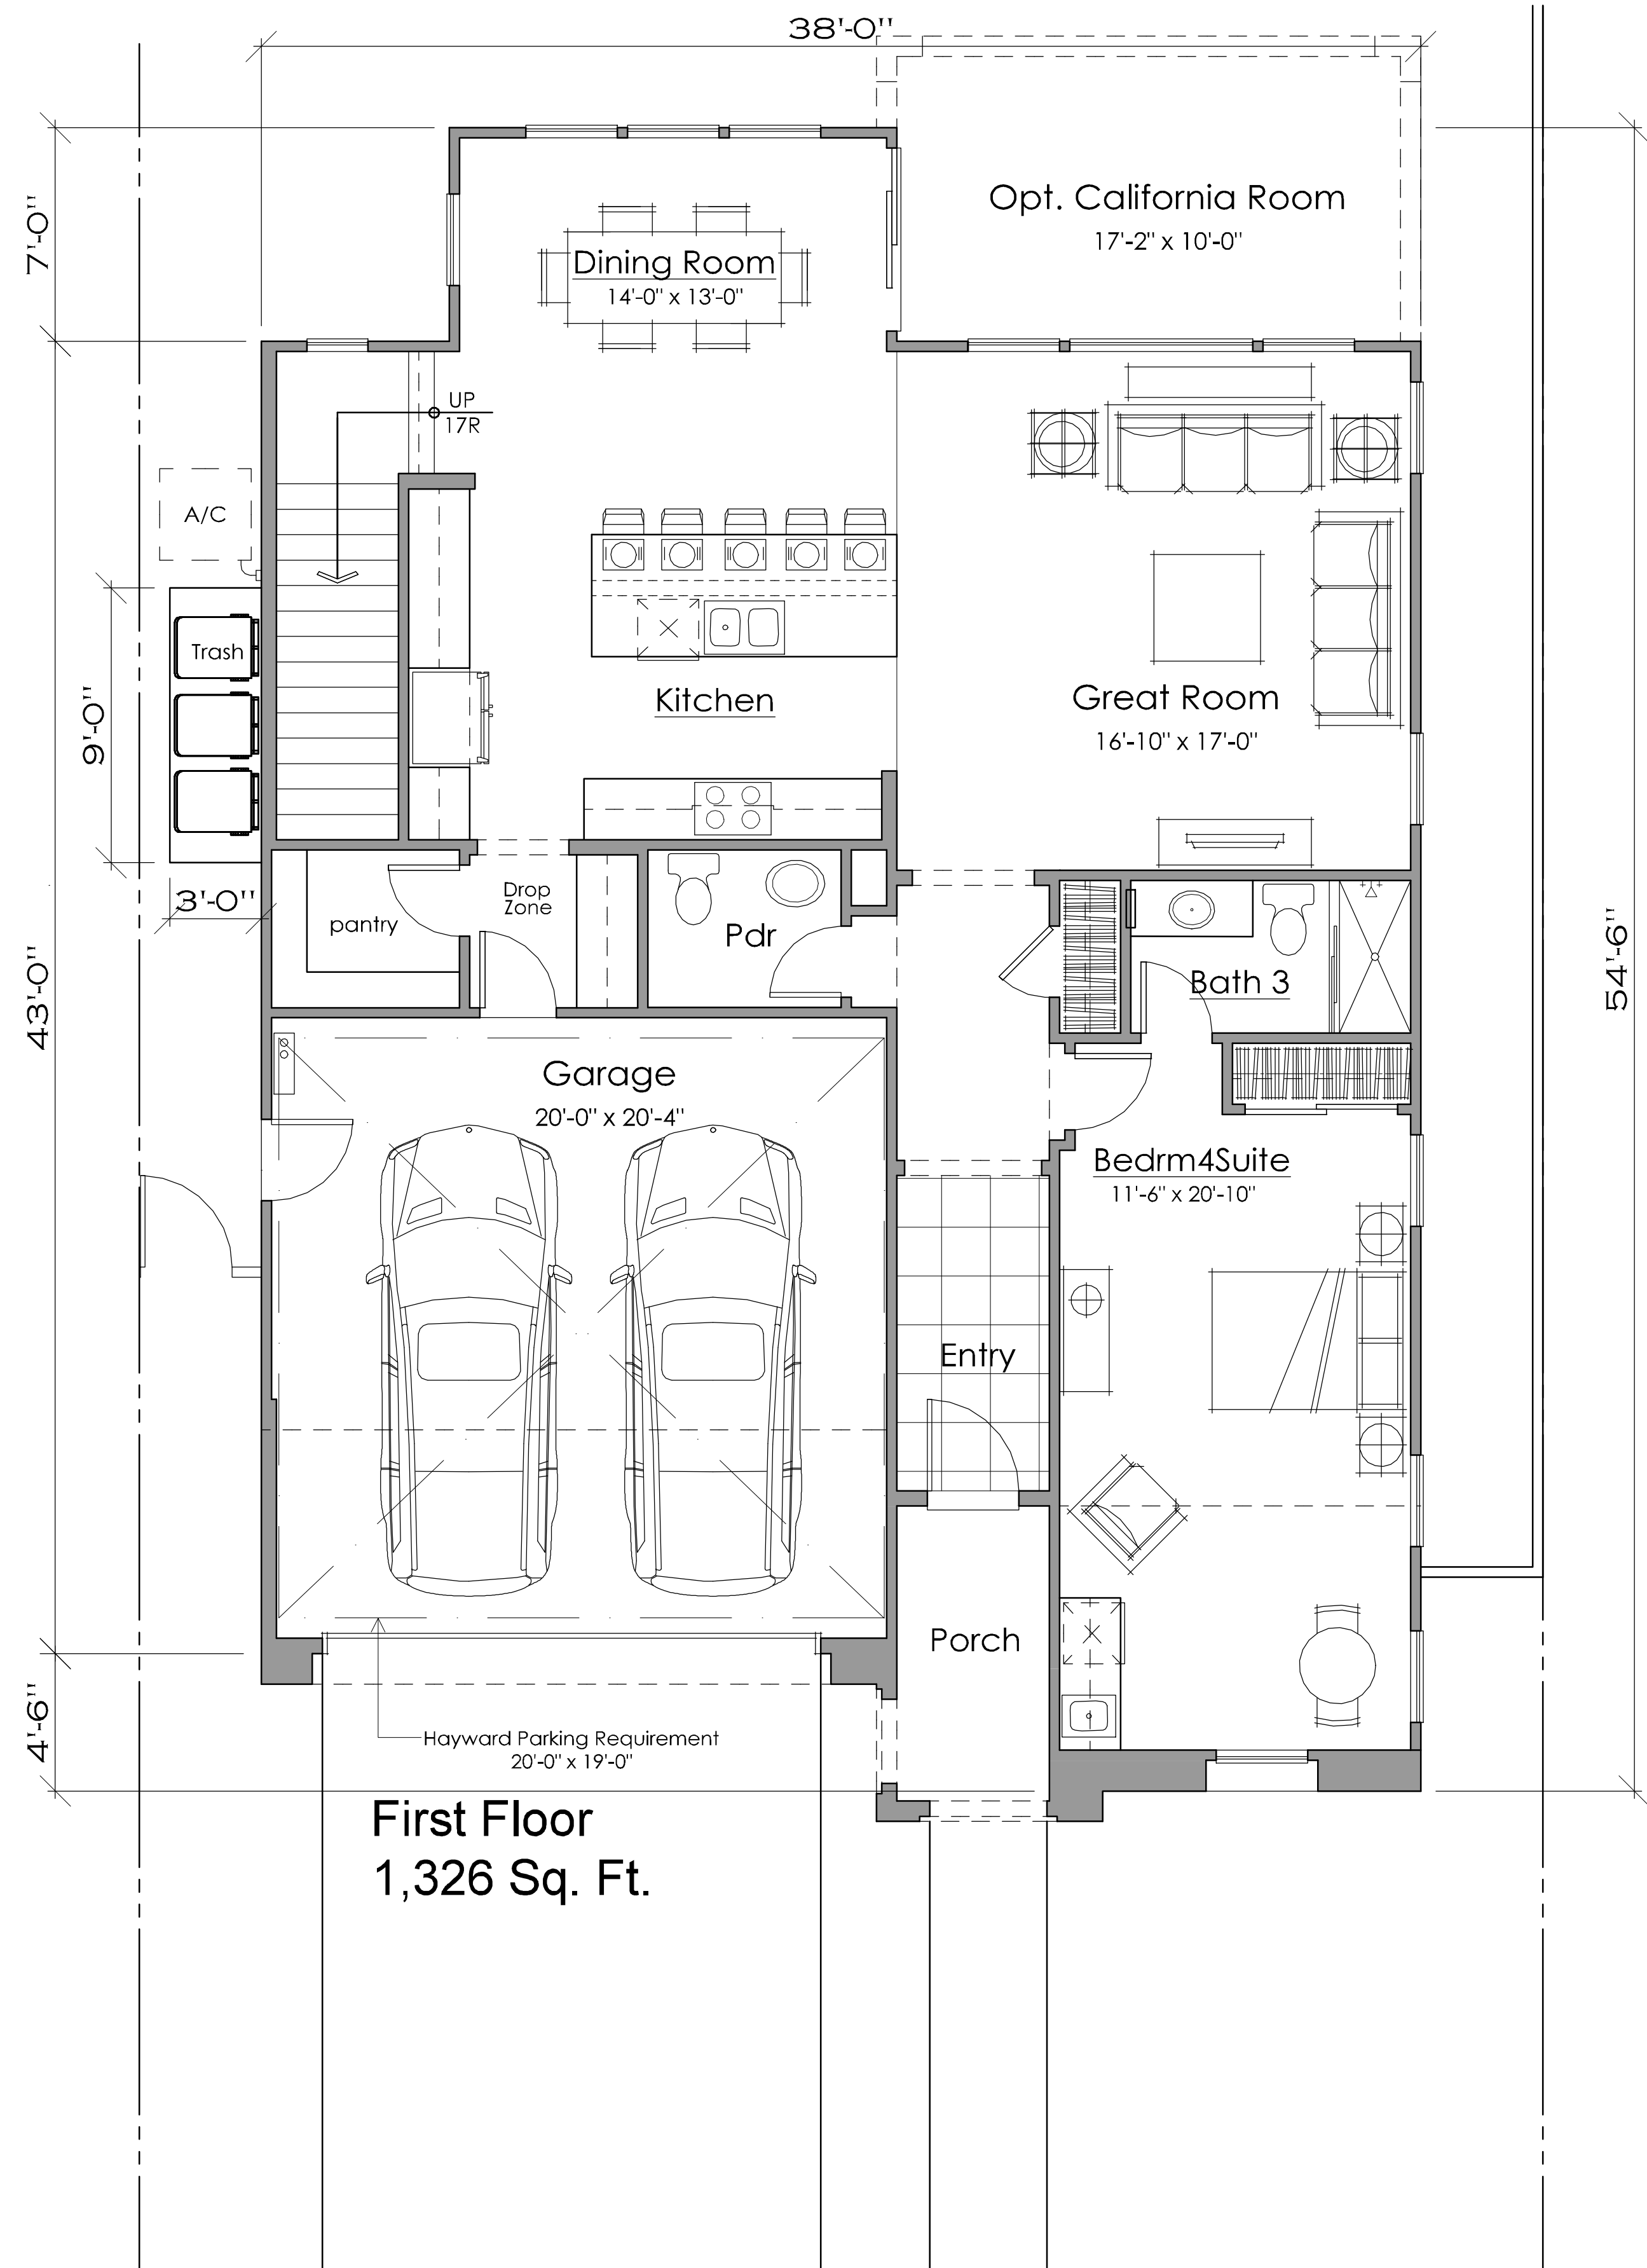 38'-0"
7'-0"
Opt. California Room
17'-2" x 10'-0"
Dining Room
14'-0" x 13'-0"
UP
17R
A/C
Trash
9'-0"
Kitchen
Great Room
16'-10" x 17'-0"
3'-0"
pantry
Drop
Zone
Pdr
Bath 3
43'-0"
54'-6"
Garage
20'-0" x 20'-4"
Bedrm4Suite
11'-6" x 20'-10"
Entry
Porch
4'-6"
Hayward Parking Requirement
20'-0" x 19'-0"
First Floor
1,326 Sq. Ft.